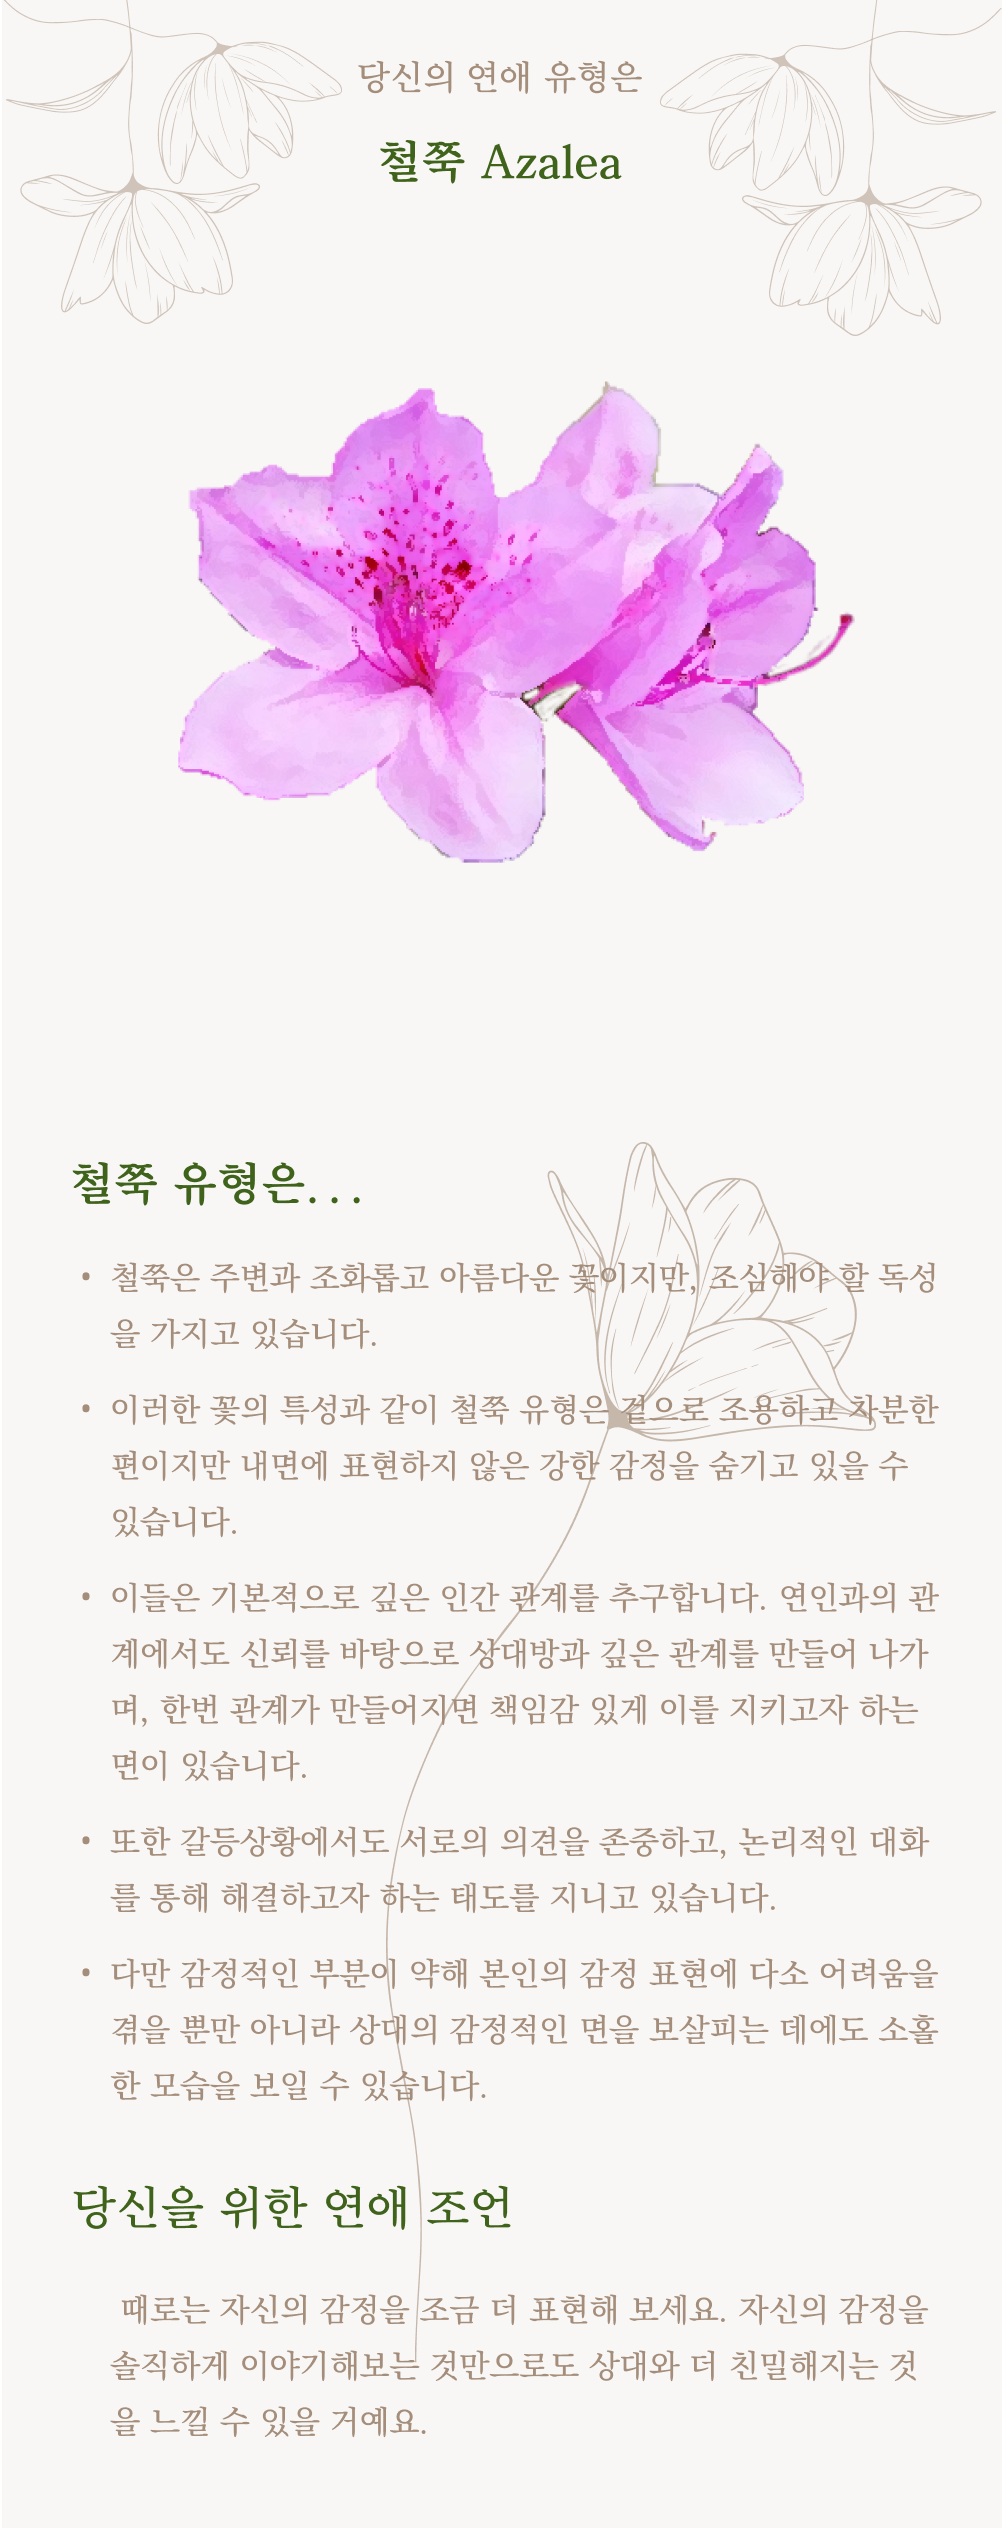 당신의 연애 유형은
철쭉 Azalea
철쭉 유형은...
• 철쭉은 주변과 조화롭고 아름다운 꽃이지만, 조심해야 할 독성
을 가지고 있습니다.
• 이러한 꽃의 특성과 같이 철쭉 유형은 겉으로 조용하고 차분한
편이지만 내면에 표현하지 않은 강한 감정을 숨기고 있을 수
있습니다.
• 이들은 기본적으로 깊은 인간 관계를 추구합니다. 연인과의 관
계에서도 신뢰를 바탕으로 상대방과 깊은 관계를 만들어 나가
며, 한번 관계가 만들어지면 책임감 있게 이를 지키고자 하는
면이 있습니다.
• 또한 갈등상황에서도 서로의 의견을 존중하고, 논리적인 대화
를 통해 해결하고자 하는 태도를 지니고 있습니다.
• 다만 감정적인 부분이 약해 본인의 감정 표현에 다소 어려움을
겪을 뿐만 아니라 상대의 감정적인 면을 보살피는 데에도 소홀
한 모습을 보일 수 있습니다.
당신을 위한 연애 조언
때로는 자신의 감정을 조금 더 표현해 보세요. 자신의 감정을
솔직하게 이야기해보는 것만으로도 상대와 더 친밀해지는 것
을 느낄 수 있을 거예요.